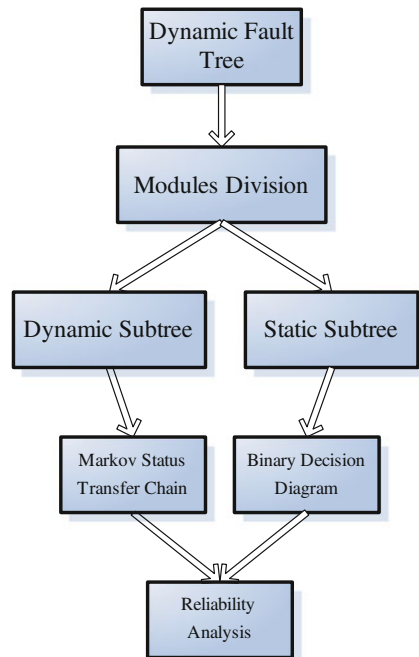 Dynamic Fault
Tree
Modules Division
Dynamic Subtree
Static Subtree
Markov Status
Transfer Chain
Binary Decision
Diagram
Reliability
Analysis